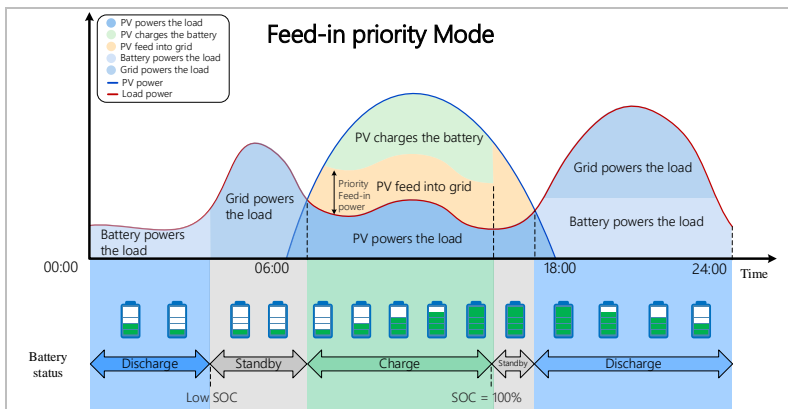 Feed-in priority Mode
PV powers the load
PV charges the battery
PV feed into grid
Battery powers the load
Grid powers the load
PV power
Load power
PV charges the battery
Priority
Feed-in
power
PV feed into grid
PV powers the load
Grid powers
the load
Battery powers
the load
Grid powers the load
Battery powers the load
00:00
06:00
18:00
24:00
Time
Battery
status
Discharge
Standby
Charge
Standby
Discharge
Low SOC
SOC = 100%